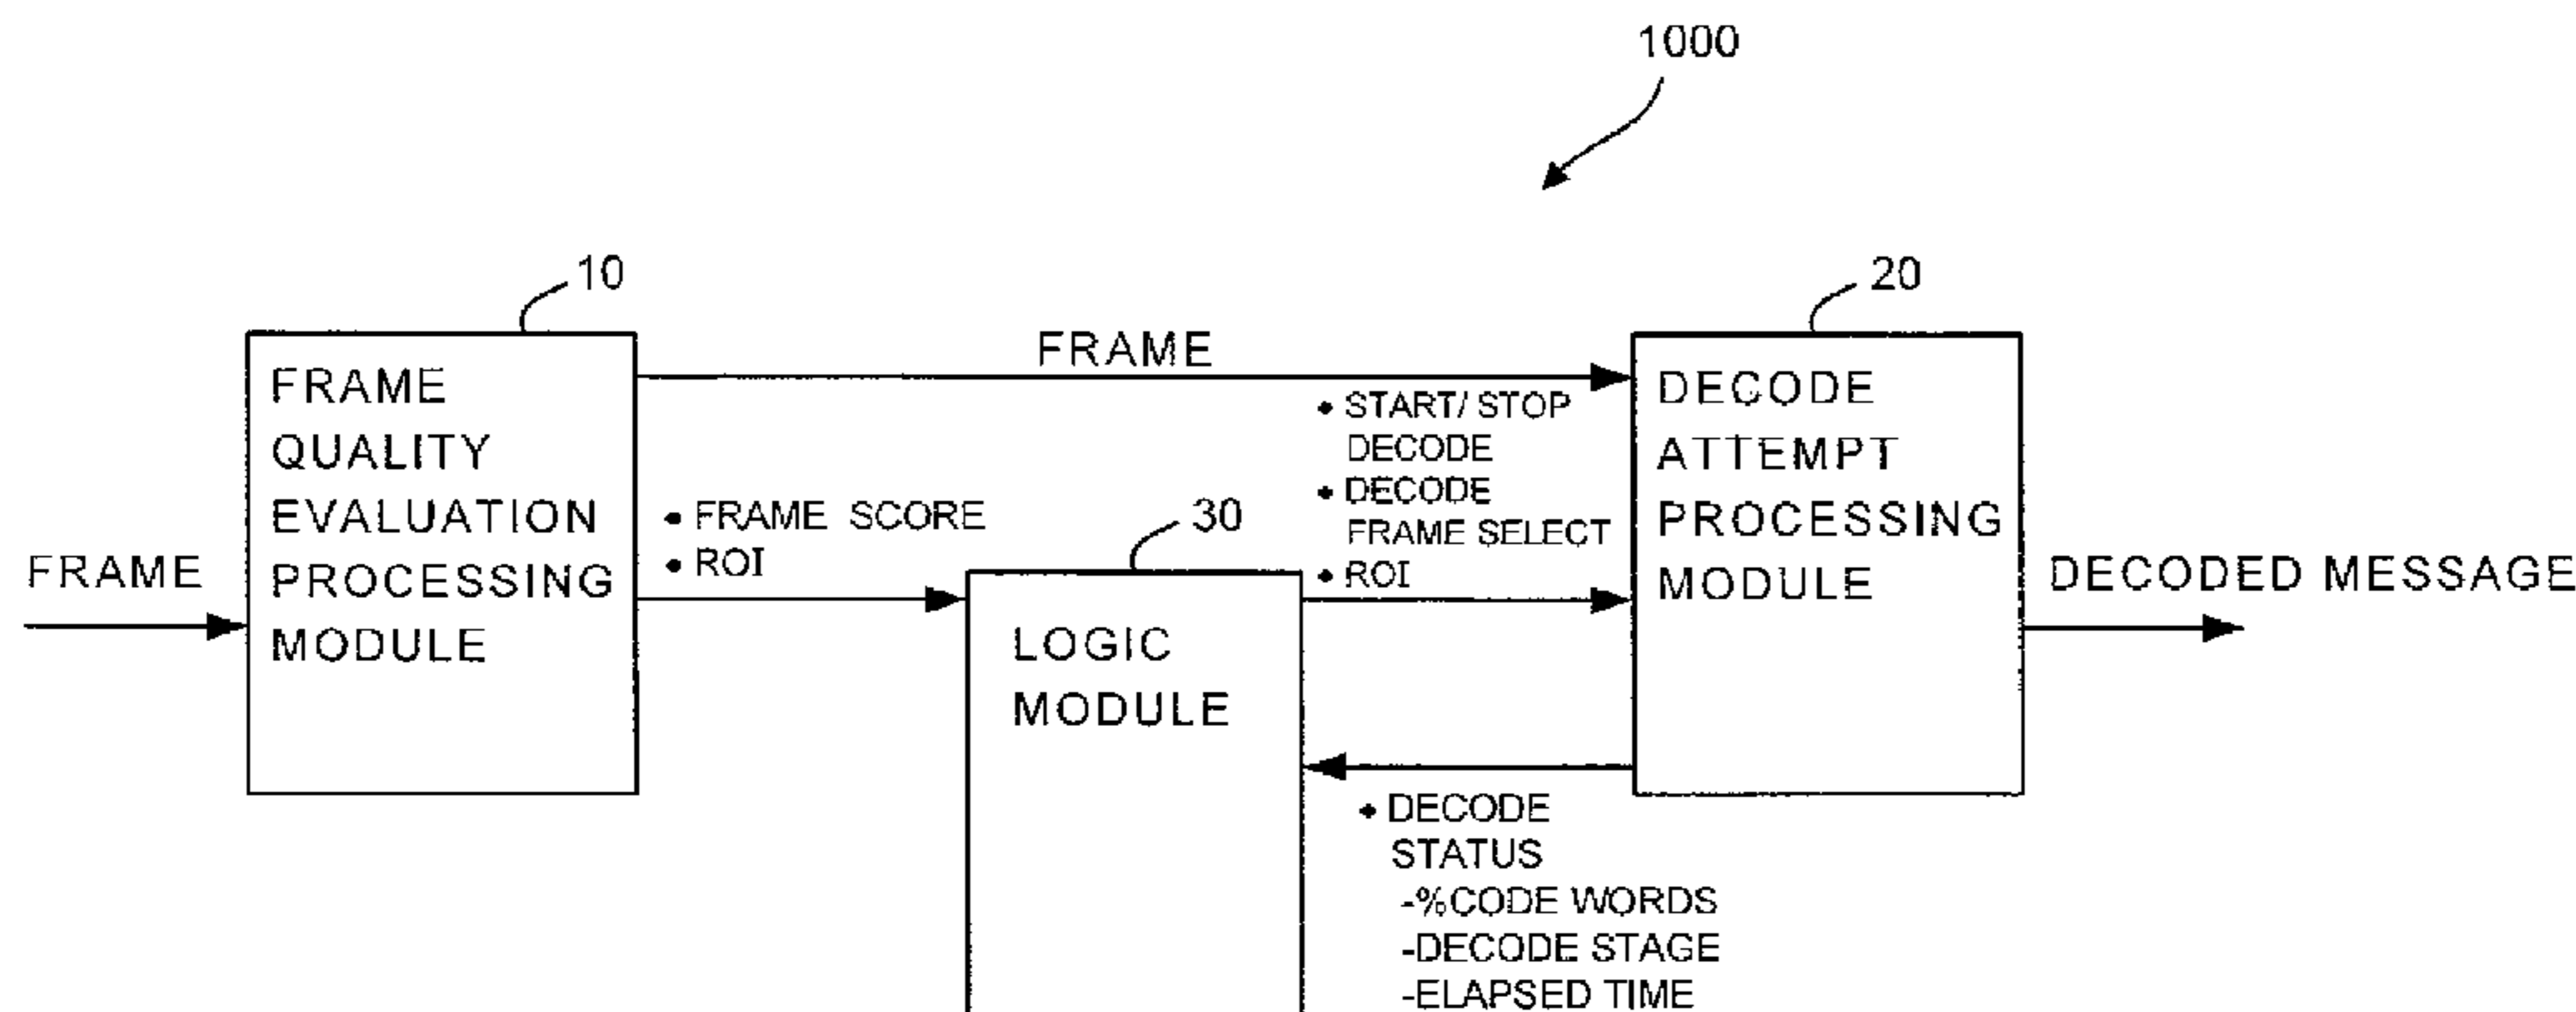 1000
10
FRAME
QUALITY
EVALUATION
PROCESSING
MODULE
FRAME
FRAME
• FRAME SCORE
• ROI
30
LOGIC
MODULE
• START/ STOP
DECODE
• DECODE
FRAME SELECT
• ROI
20
DECODE
ATTEMPT
PROCESSING
MODULE
DECODED MESSAGE
• DECODE
STATUS
-%CODE WORDS
-DECODE STAGE
-ELAPSED TIME